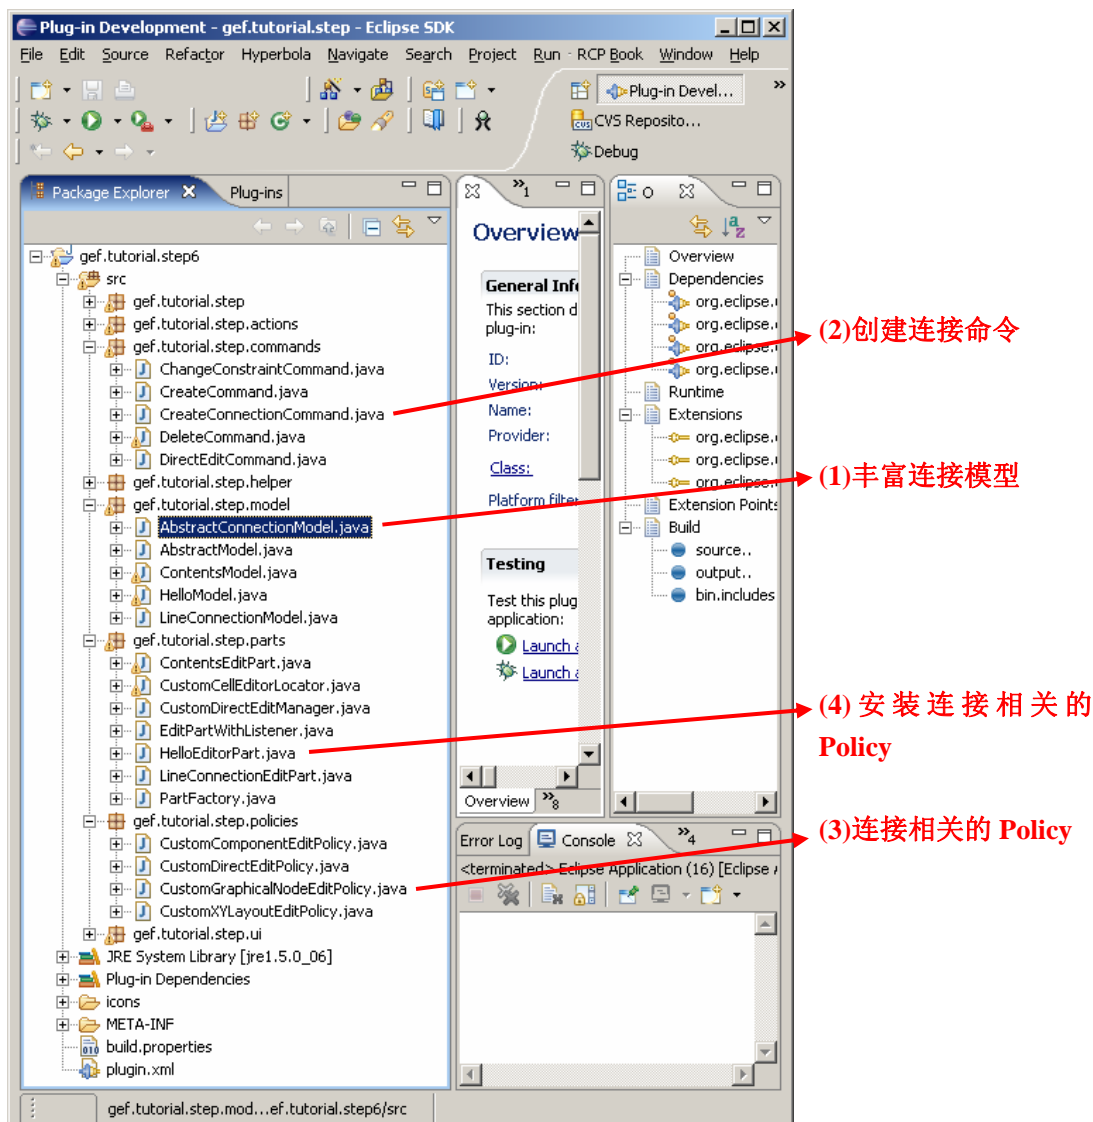 Plug-in Development - gef.tutorial.step - Eclipse SDK
File Edit Source Refactor Hyperbola Navigate Search Project Run RCP Book Window Help
Plug-in Devel...
CVS Reposito...
Debug
Package Explorer
Plug-ins
gef.tutorial.step6
src
gef.tutorial.step
gef.tutorial.step.actions
gef.tutorial.step.commands
ChangeConstraintCommand.java
CreateCommand.java
CreateConnectionCommand.java
DeleteCommand.java
DirectEditCommand.java
gef.tutorial.step.helper
gef.tutorial.step.model
AbstractConnectionModel.java
AbstractModel.java
ContentsModel.java
HelloModel.java
LineConnectionModel.java
gef.tutorial.step.parts
ContentsEditPart.java
CustomCellEditorLocator.java
CustomDirectEditManager.java
EditPartWithListener.java
HelloEditorPart.java
LineConnectionEditPart.java
PartFactory.java
gef.tutorial.step.policies
CustomComponentEditPolicy.java
CustomDirectEditPolicy.java
CustomGraphicalNodeEditPolicy.java
CustomXYLayoutEditPolicy.java
gef.tutorial.step.ui
JRE System Library [jre1.5.0_06]
Plug-in Dependencies
icons
META-INF
build.properties
plugin.xml
gef.tutorial.step.mod...ef.tutorial.step6/src
1
Overview
General Info
This section d
plug-in:
ID:
Version:
Name:
Provider:
Class:
Platform filter
Testing
Test this plug
application:
Launch a
Launch a
Overview
8
O
Overview
Dependencies
org.eclipse.u
org.eclipse.
org.eclipse.
org.eclipse.
Runtime
Extensions
org.eclipse.
org.eclipse.
org.eclipse.
Extension Points
Build
source..
output..
bin.includes
Error Log
Console
4
<terminated> Eclipse Application (16) [Eclipse A
(2)创建连接命令
(1)丰富连接模型
(4)安装连接相关的
Policy
(3)连接相关的 Policy